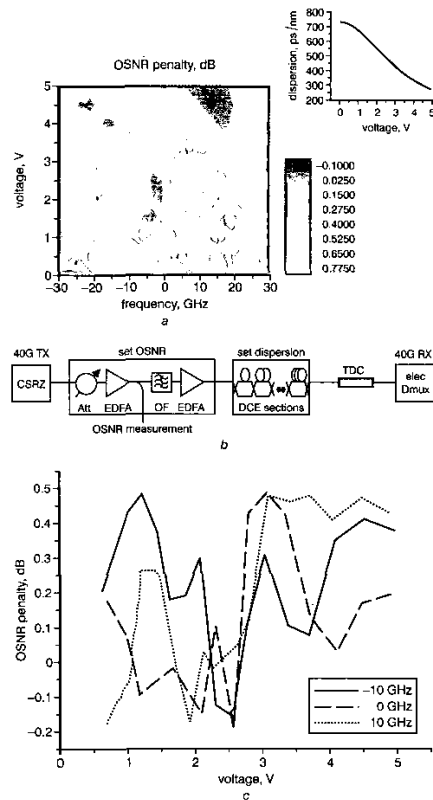 OSNR penalty, dB
dispersion, ps/nm
800
700
600
500
400
300
200
0 1 2 3 4 5
voltage, V
voltage, V
5
4
3
2
1
0
−30 −20 −10 0 10 20 30
frequency, GHz
−0.1000
0.0250
0.1500
0.2750
0.4000
0.5250
0.6500
0.7750
a
40G TX
set OSNR
set dispersion
40G RX
CSRZ
TDC
elec
Dmux
Att EDFA OF EDFA
DCE sections
OSNR measurement
b
OSNR penalty, dB
0.5
0.4
0.3
0.2
0.1
0
−0.1
−0.2
−10 GHz
0 GHz
10 GHz
0 1 2 3 4 5
voltage, V
c